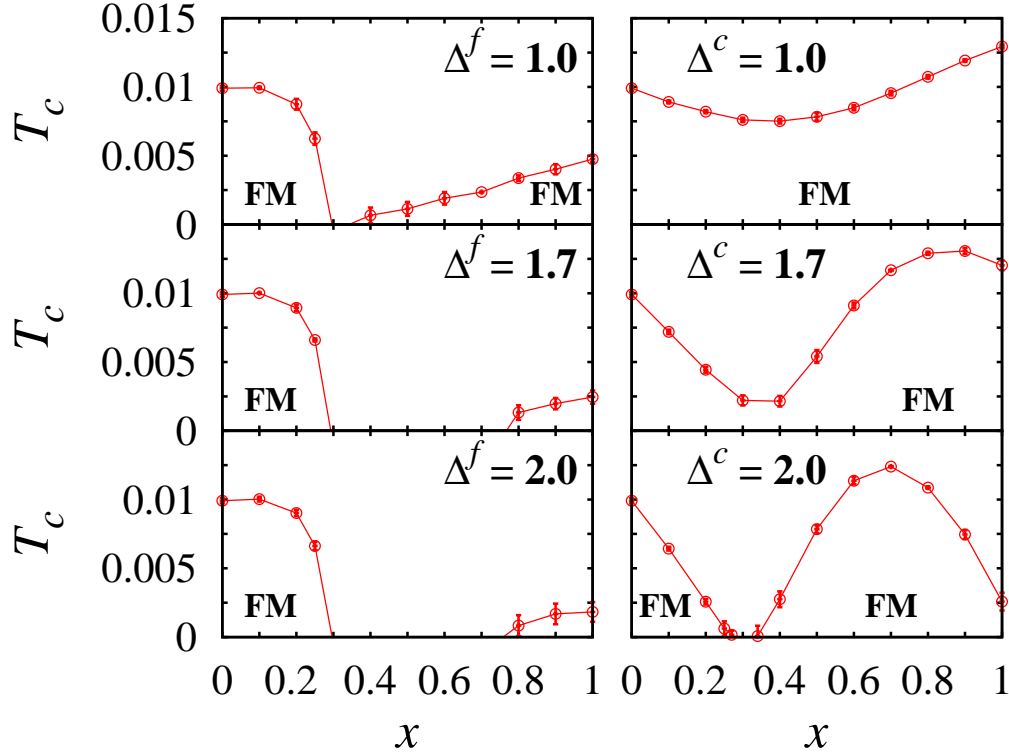 0.015
Δ^f = 1.0
Δ^c = 1.0
0.01
T_c
0.005
FM
FM
FM
0
Δ^f = 1.7
Δ^c = 1.7
0.01
T_c
0.005
FM
FM
0
Δ^f = 2.0
Δ^c = 2.0
0.01
T_c
0.005
FM
FM
FM
0
0 0.2 0.4 0.6 0.8 1
0 0.2 0.4 0.6 0.8 1
x
x